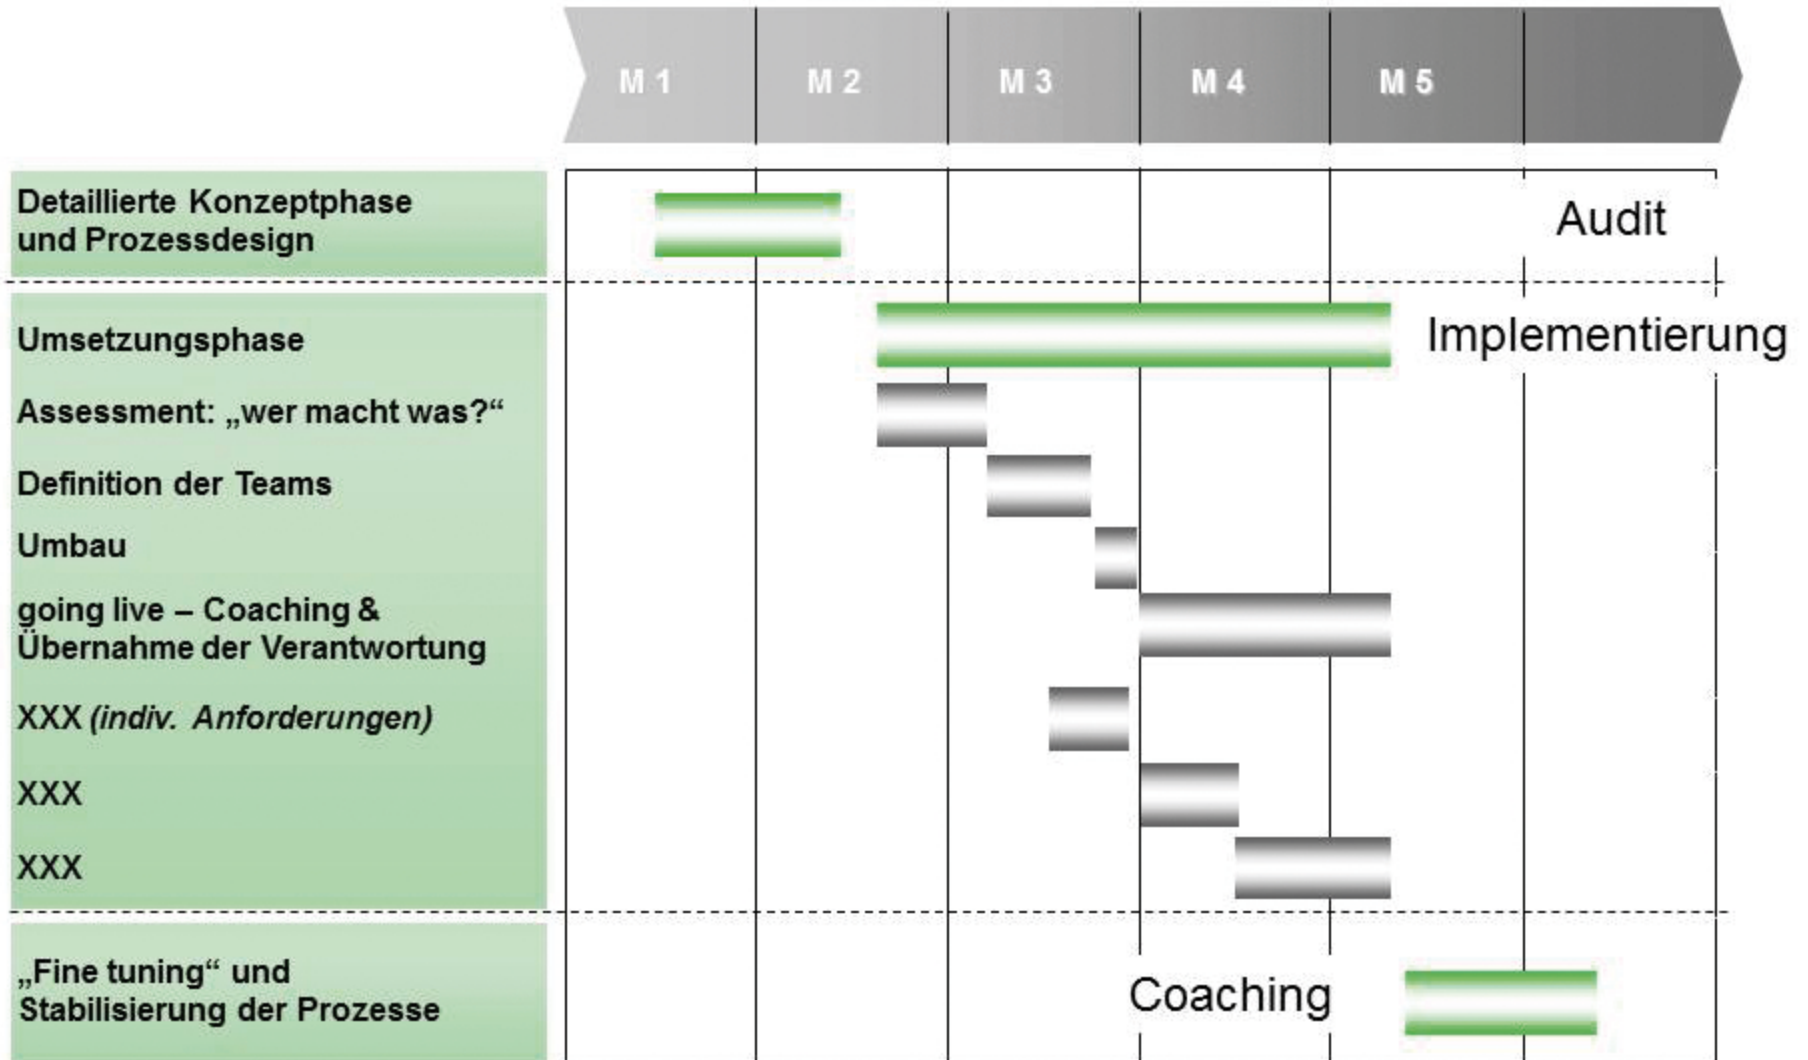 M 1 M 2 M 3 M 4 M 5
Detaillierte Konzeptphase
und Prozessdesign
Audit
Umsetzungsphase
Implementierung
Assessment: „wer macht was?“
Definition der Teams
Umbau
going live – Coaching &
Übernahme der Verantwortung
XXX (indiv. Anforderungen)
XXX
XXX
„Fine tuning“ und
Stabilisierung der Prozesse
Coaching